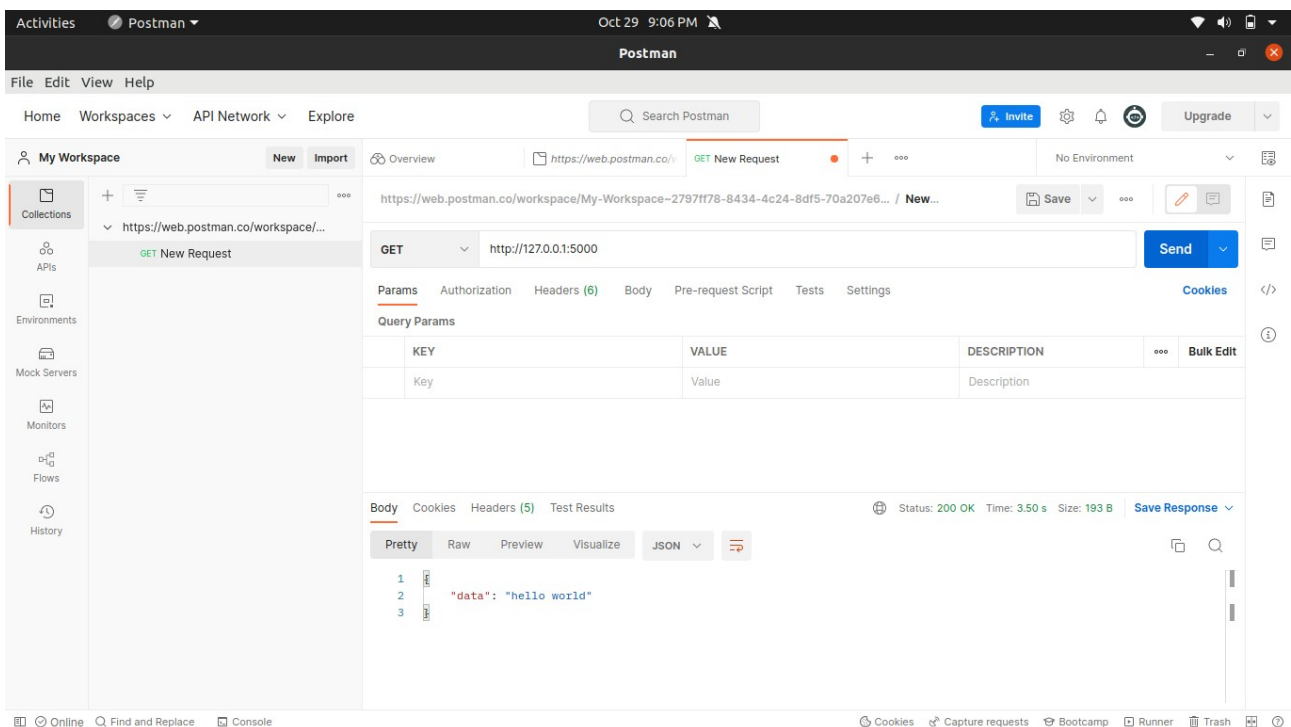 Activities Postman Oct 29 9:06 PM
Postman
File Edit View Help
Home Workspaces API Network Explore Search Postman Invite Upgrade
My Workspace New Import Overview https://web.postman.co/ GET New Request No Environment
Collections
https://web.postman.co/workspace/My-Workspace~2797ff78-8434-4c24-8df5-70a207e6... / New... Save
https://web.postman.co/workspace/...
GET New Request
GET http://127.0.0.1:5000 Send
APIs
Params Authorization Headers (6) Body Pre-request Script Tests Settings Cookies
Environments
Query Params
KEY VALUE DESCRIPTION Bulk Edit
Key Value Description
Mock Servers
Monitors
Flows
History
Body Cookies Headers (5) Test Results Status: 200 OK Time: 3.50 s Size: 193 B Save Response
Pretty Raw Preview Visualize JSON
1 {
2 "data": "hello world"
3 }
Online Find and Replace Console Cookies Capture requests Bootcamp Runner Trash